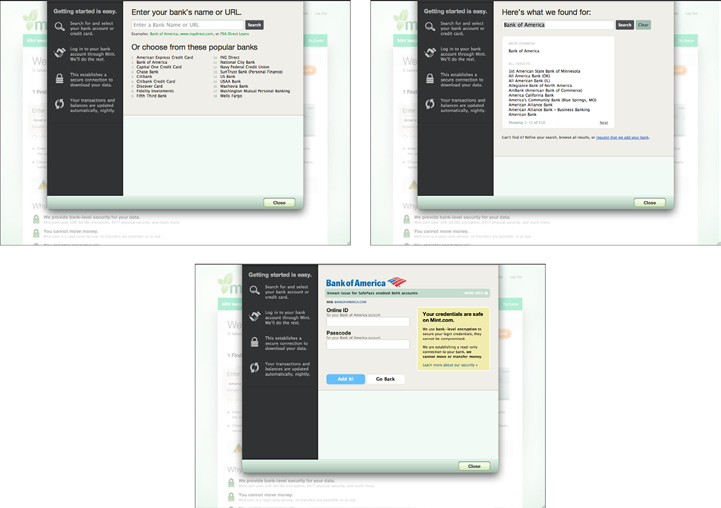 Getting started is easy.
Search for and select
your bank account or
credit card.
Log in to your bank
account through Mint.
We'll do the rest.
This establishes a
secure connection to
download your data.
Your transactions and
balances are updated
automatically, nightly.
Enter your bank's name or URL.
Enter a Bank Name or URL
Search
Examples: Bank of America, www.mydirect.com, or FSA Direct Loans
Or choose from these popular banks
American Express Credit Card
Bank of America
Capital One Credit Card
Chase Bank
Citibank
Citibank Credit Card
Discover Card
Fidelity Investments
Fifth Third Bank
ING Direct
National City Bank
Navy Federal Credit Union
SunTrust Bank (Personal Finance)
US Bank
USAA Bank
Wachovia Bank
Washington Mutual Personal Banking
Wells Fargo
Close
We provide bank-level security for your data.
You cannot move money.
Getting started is easy.
Search for and select
your bank account or
credit card.
Log in to your bank
account through Mint.
We'll do the rest.
This establishes a
secure connection to
download your data.
Your transactions and
balances are updated
automatically, nightly.
Here's what we found for:
Bank of America
Search
Clear
Bank of America
ALL RESULTS
1st American State Bank of Minnesota
All America Bank (OK)
All American Bank (IL)
Allegiance Bank of North America
AmBank (American Bank of Commerce)
America California Bank
America's Community Bank (Blue Springs, MO)
American Alliance Bank
American Alliance Bank - Business Banking
American Bank
Next
Can't find it? Refine your search, browse all results, or request that we add your bank.
Close
We provide bank-level security for your data.
You cannot move money.
Getting started is easy.
Search for and select
your bank account or
credit card.
Log in to your bank
account through Mint.
We'll do the rest.
This establishes a
secure connection to
download your data.
Your transactions and
balances are updated
automatically, nightly.
Bank of America
Known issue for SafePass enabled BofA accounts
Online ID
for your Bank of America account
Passcode
for your Bank of America account
Add It!
Go Back
Your credentials are safe
on Mint.com.
We use bank-level encryption to
secure your login credentials, they
cannot be compromised.
We are establishing a read-only
connection to your bank, we
cannot move or transfer money.
Learn more about our security »
Close
We provide bank-level security for your data.
You cannot move money.